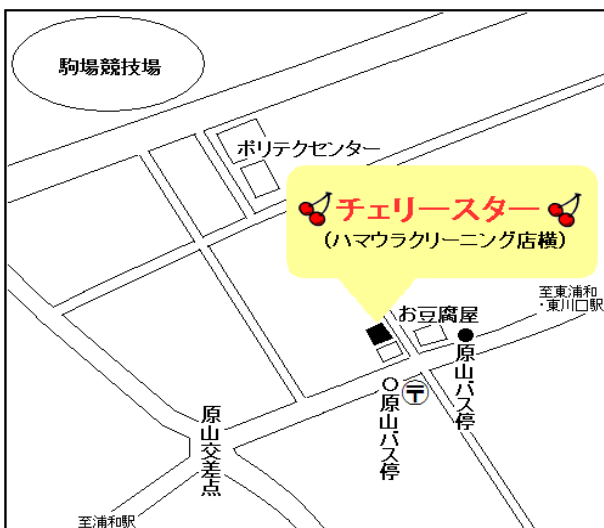 駒場競技場
ポリテクセンター
チェリースター
(ハマウラクリーニング店横)
至東浦和
・東川口駅
お豆腐屋
原山バス停
〒
原山バス停
原山交差点
至浦和駅